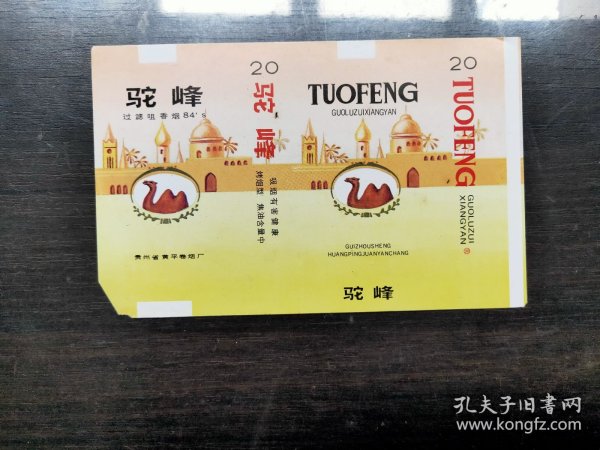 驼峰
过滤咀香烟84's
贵州省黄平卷烟厂
20
驼峰
吸烟有害健康
烤烟型 焦油含量中
TUOFENG
GUOLUZUIXIANGYAN
GUIZHOUSHENG
HUANGPINGJUANYANCHANG
驼峰
20
TUOFENG
GUOLUZUI
XIANGYAN ®
孔夫子旧书网
www.kongfz.com